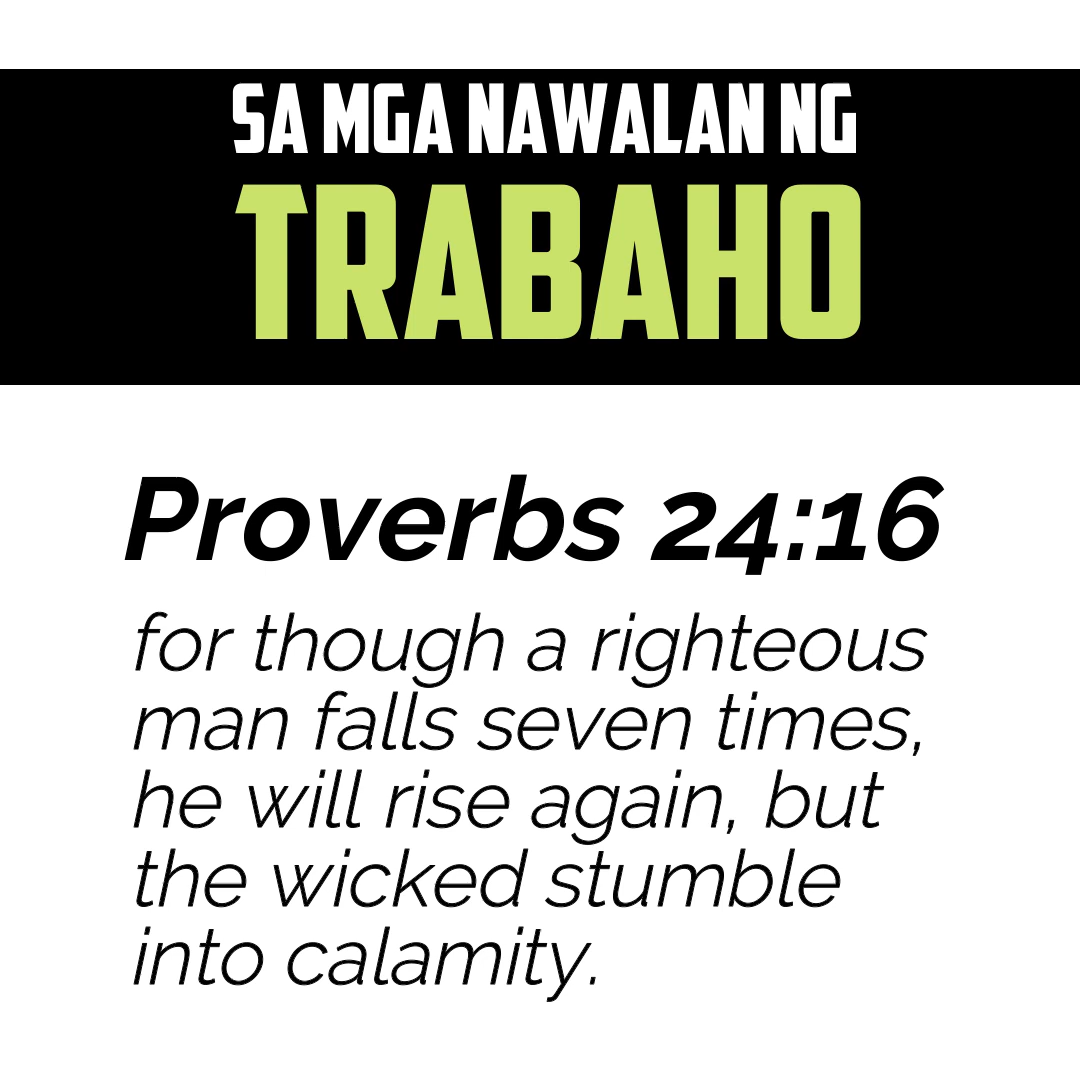 SA MGA NAWALAN NG
TRABAHO
Proverbs 24:16
for though a righteous
man falls seven times,
he will rise again, but
the wicked stumble
into calamity.